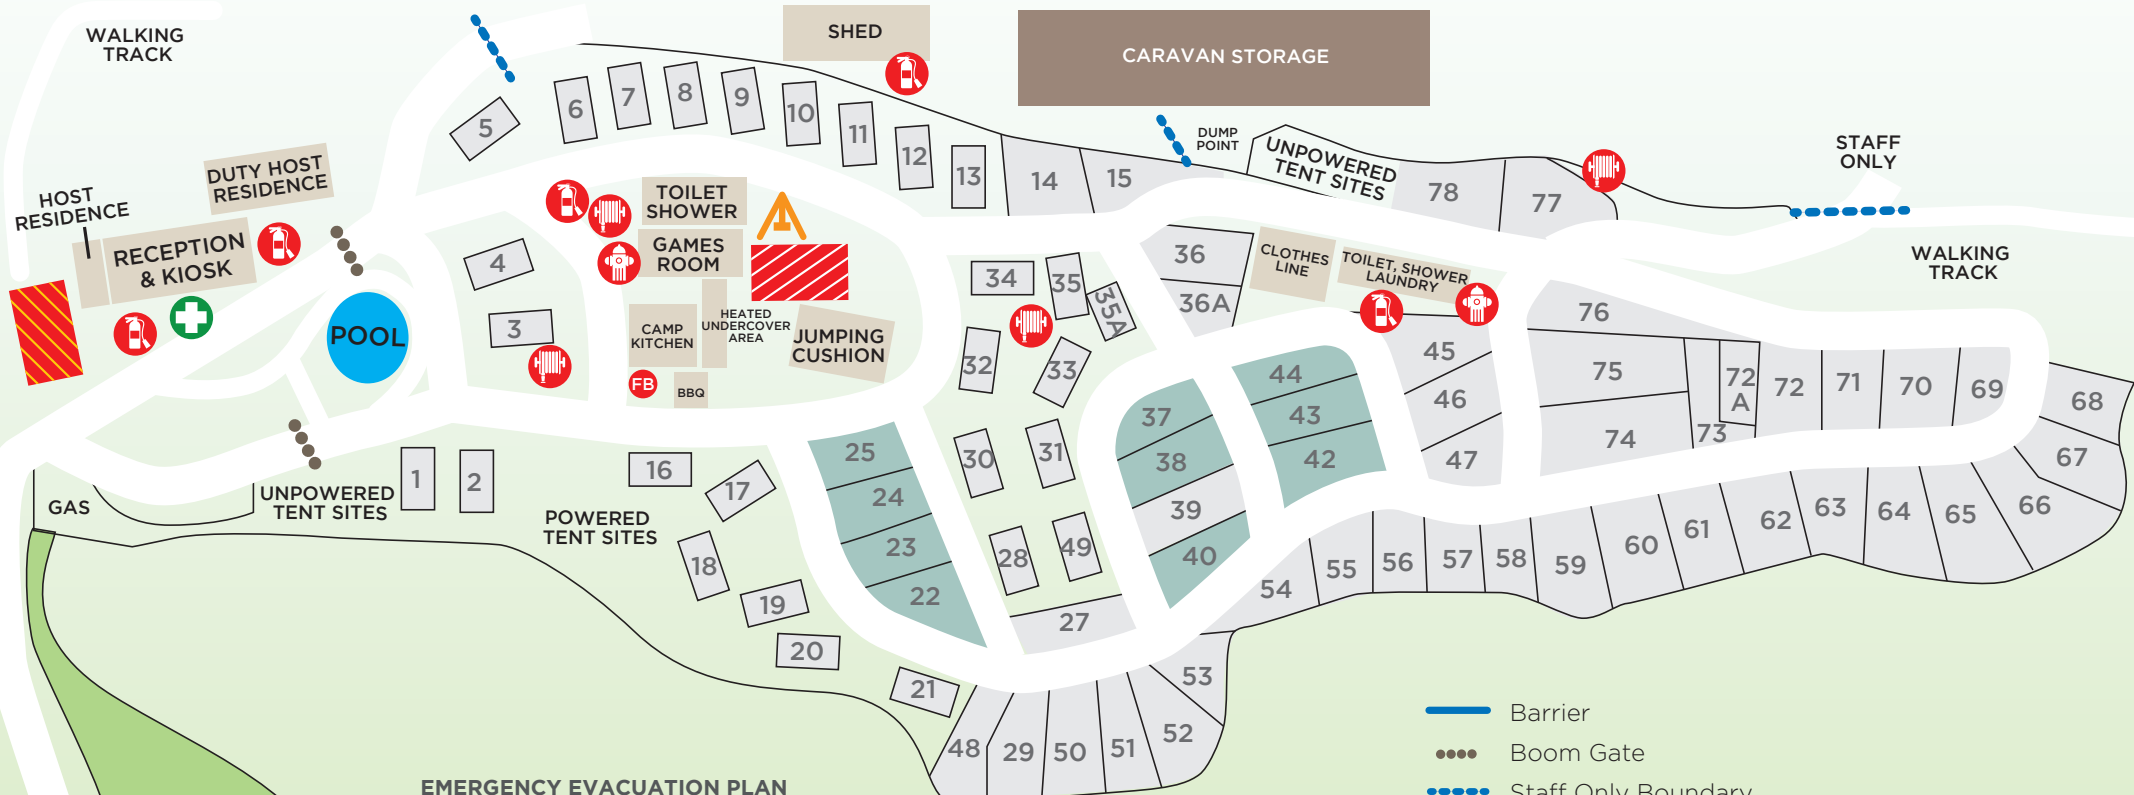 WALKING
TRACK
SHED
CARAVAN STORAGE
5
6
7
8
9
10
11
12
13
14
15
DUMP
POINT
UNPOWERED
TENT SITES
78
77
STAFF
ONLY
WALKING
TRACK
DUTY HOST
RESIDENCE
HOST
RESIDENCE
RECEPTION
& KIOSK
POOL
4
3
TOILET
SHOWER
GAMES
ROOM
CAMP
KITCHEN
HEATED
UNDERCOVER
AREA
JUMPING
CUSHION
FB
BBQ
34
35
35A
32
33
36
36A
CLOTHES
LINE
TOILET, SHOWER
LAUNDRY
76
45
46
47
75
74
73
72
A
72
71
70
69
68
67
66
44
43
42
37
38
39
40
25
24
23
22
30
31
28
49
27
GAS
UNPOWERED
TENT SITES
1
2
POWERED
TENT SITES
16
17
18
19
20
21
48
29
50
51
52
53
54
55
56
57
58
59
60
61
62
63
64
65
EMERGENCY EVACUATION PLAN
Barrier
Boom Gate
Staff Only Boundary